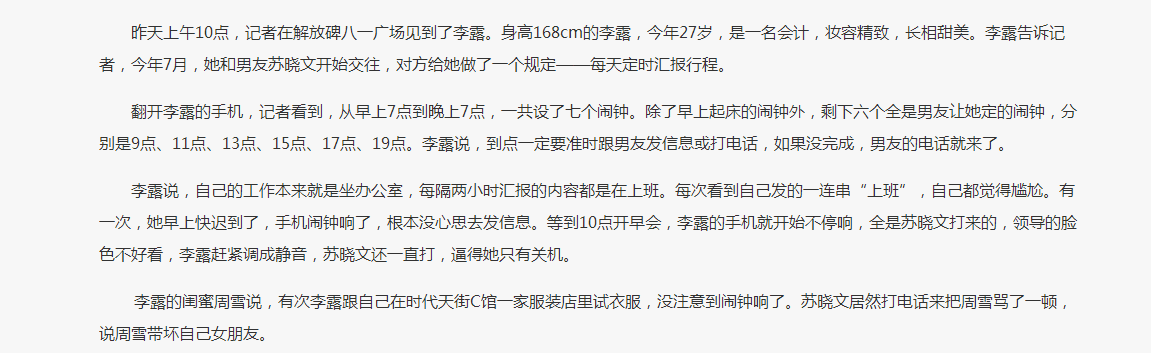 昨天上午10点，记者在解放碑八一广场见到了李露。身高168cm的李露，今年27岁，是一名会计，妆容精致，长相甜美。李露告诉记
者，今年7月，她和男友苏晓文开始交往，对方给她做了一个规定——每天定时汇报行程。
翻开李露的手机，记者看到，从早上7点到晚上7点，一共设了七个闹钟。除了早上起床的闹钟外，剩下六个全是男友让她定的闹钟，分
别是9点、11点、13点、15点、17点、19点。李露说，到点一定要准时跟男友发信息或打电话，如果没完成，男友的电话就来了。
李露说，自己的工作本来就是坐办公室，每隔两小时汇报的内容都是在上班。每次看到自己发的一连串“上班”，自己都觉得尴尬。有
一次，她早上快迟到了，手机闹钟响了，根本没心思去发信息。等到10点开早会，李露的手机就开始不停响，全是苏晓文打来的，领导的脸
色不好看，李露赶紧调成静音，苏晓文还一直打，逼得她只有关机。
李露的闺蜜周雪说，有次李露跟自己在时代天街C馆一家服装店里试衣服，没注意到闹钟响了。苏晓文居然打电话来把周雪骂了一顿，
说周雪带坏自己女朋友。